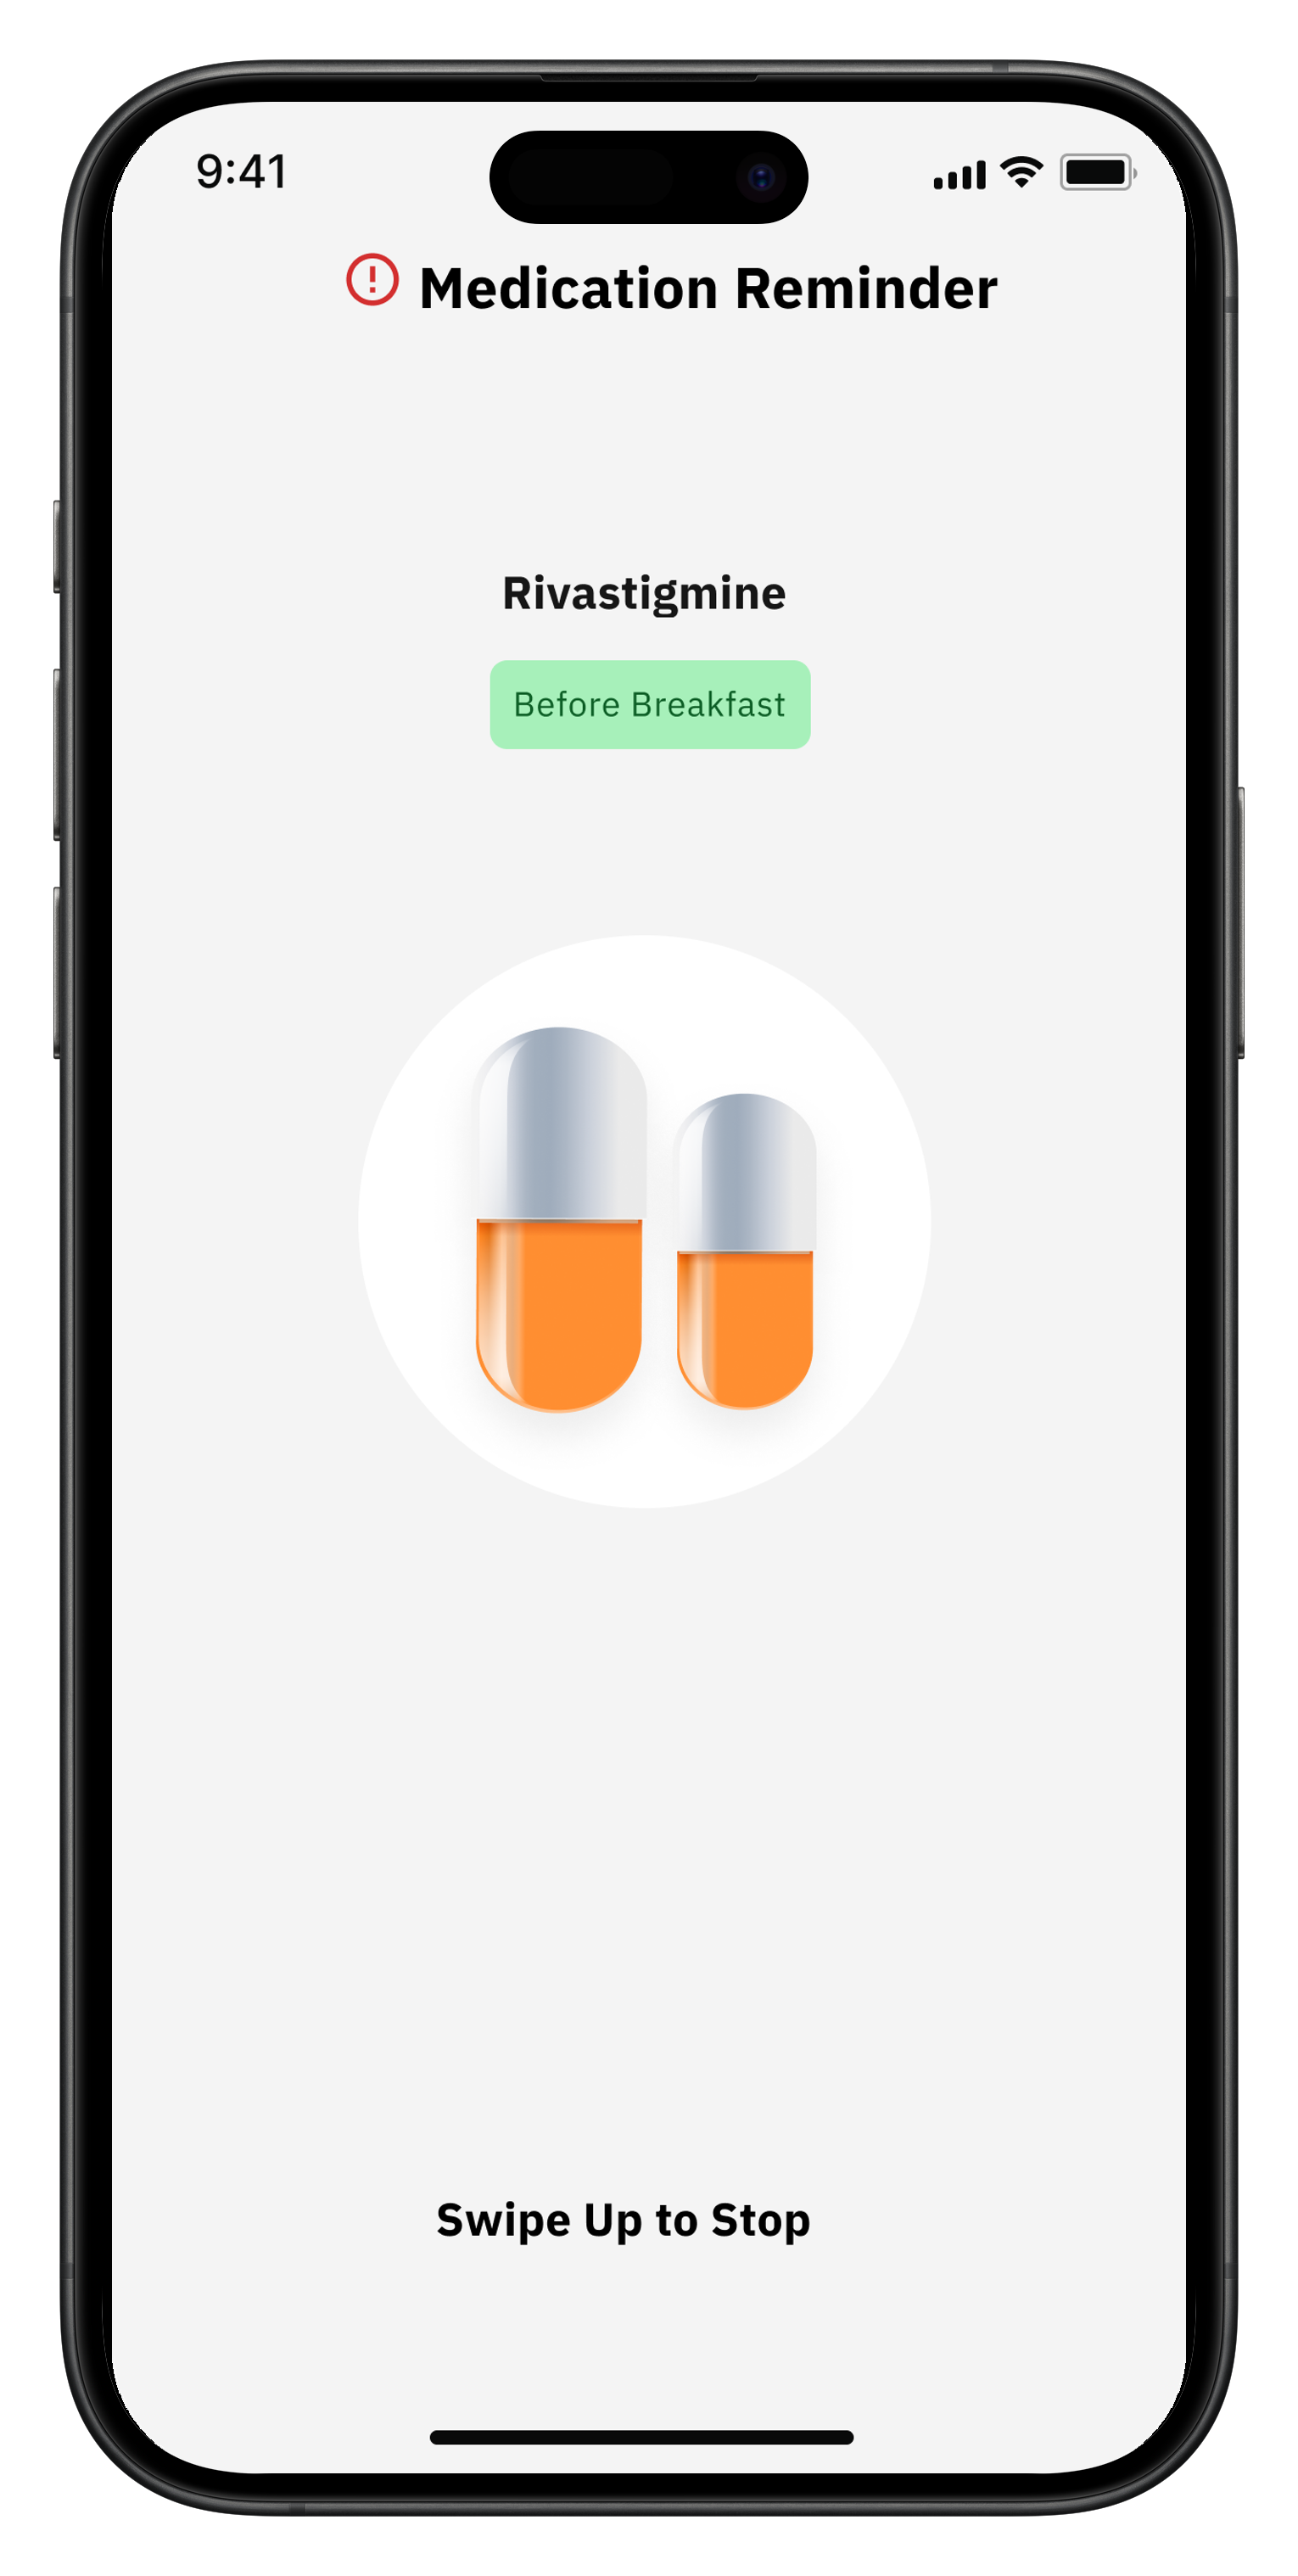 9:41
Medication Reminder
Rivastigmine
Before Breakfast
Swipe Up to Stop